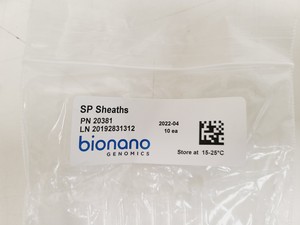 SP Sheaths
PN 20381
LN 20192831312
2022-04
10 ea
bionano
GENOMICS
Store at 15-25°C